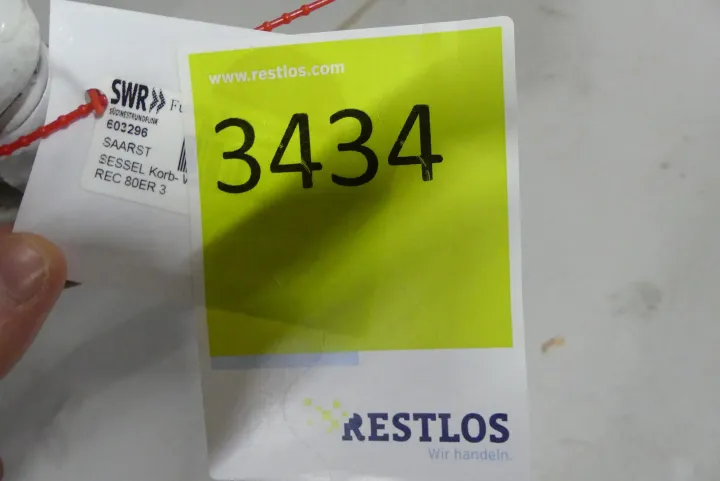 SWR»
SÜDWESTRUNDFUNK
603296
SAARST
SESSEL Korb-
REC 80ER 3
www.restlos.com
3434
RESTLOS
Wir handeln.